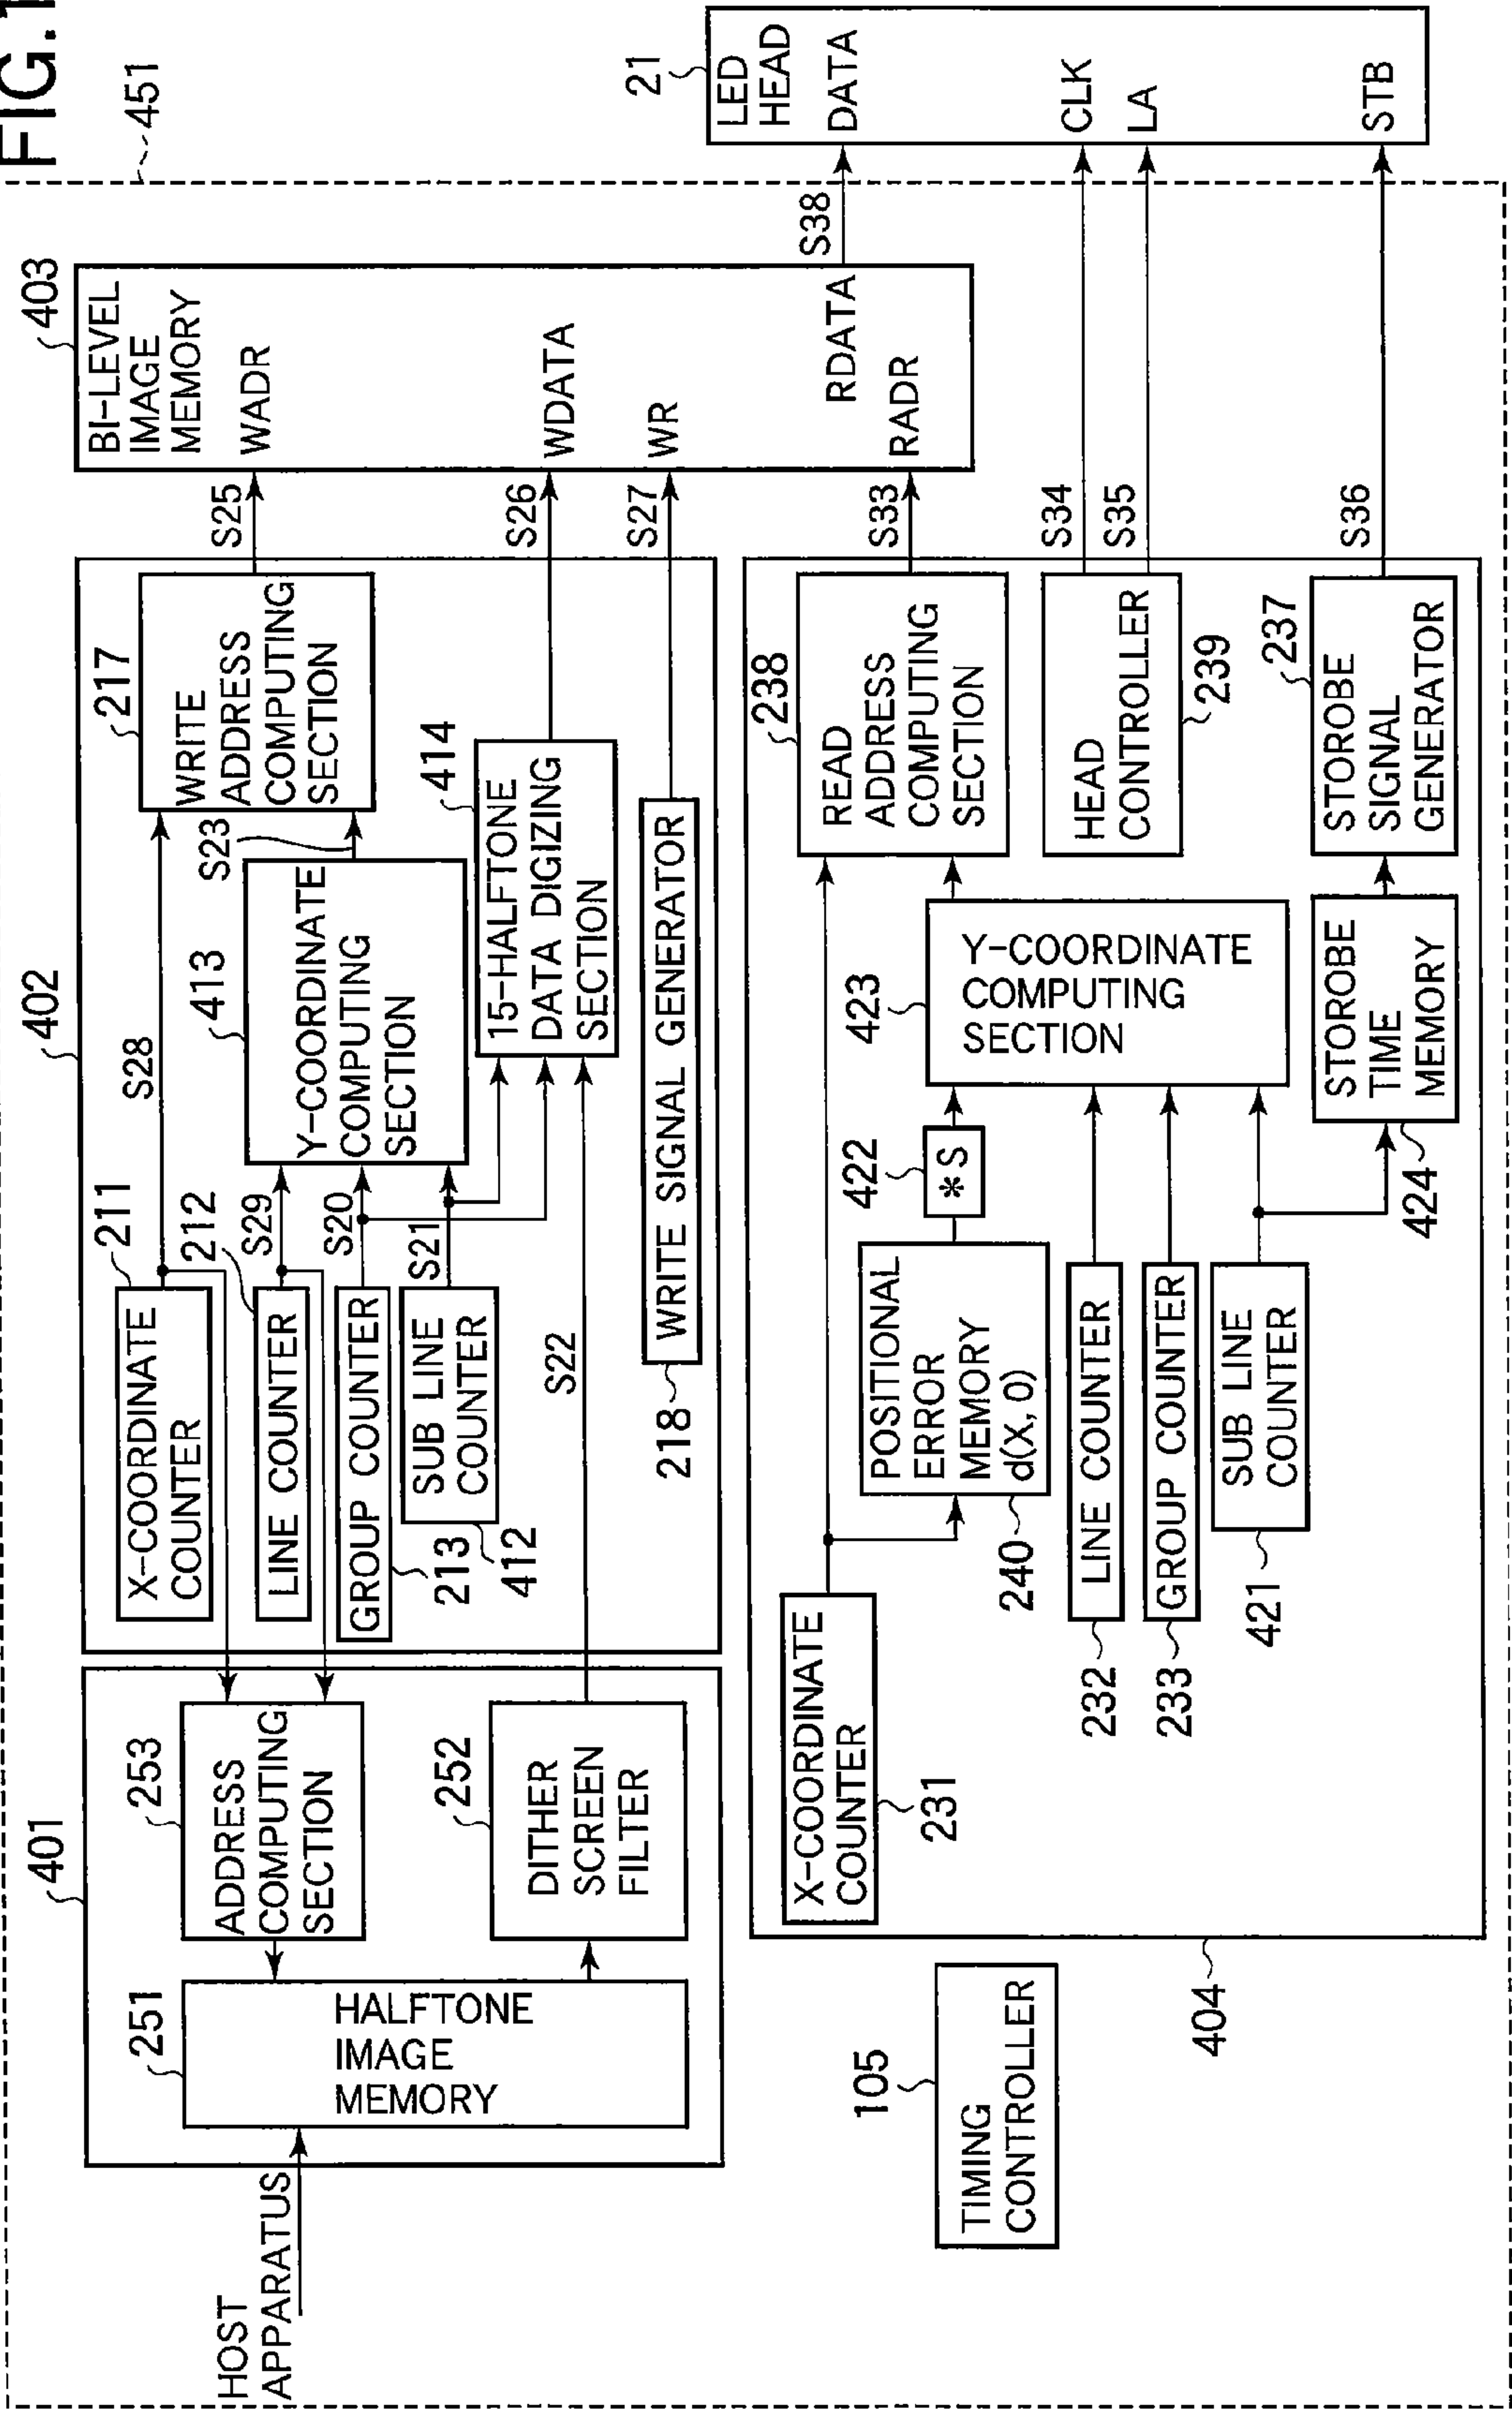 FIG.1
451
HOST
APPARATUS
401
251
HALFTONE
IMAGE
MEMORY
253
ADDRESS
COMPUTING
SECTION
252
DITHER
SCREEN
FILTER
402
211
X-COORDINATE
COUNTER
S28
212
LINE COUNTER
S29
GROUP COUNTER
213
S20
SUB LINE
COUNTER
412
S21
S22
413
Y-COORDINATE
COMPUTING
SECTION
S23
217
WRITE
ADDRESS
COMPUTING
SECTION
414
15-HALFTONE
DATA DIGIZING
SECTION
218
WRITE SIGNAL GENERATOR
S25
S26
S27
403
BI-LEVEL
IMAGE
MEMORY
WADR
WDATA
WR
RDATA
RADR
S38
21
LED
HEAD
DATA
CLK
LA
STB
105
TIMING
CONTROLLER
404
X-COORDINATE
COUNTER
231
POSITIONAL
ERROR
MEMORY
d(X, 0)
240
422
*S
232
LINE COUNTER
233
GROUP COUNTER
SUB LINE
COUNTER
421
423
Y-COORDINATE
COMPUTING
SECTION
238
READ
ADDRESS
COMPUTING
SECTION
S33
HEAD
CONTROLLER
239
S34
S35
STOROBE
TIME
MEMORY
424
237
STOROBE
SIGNAL
GENERATOR
S36